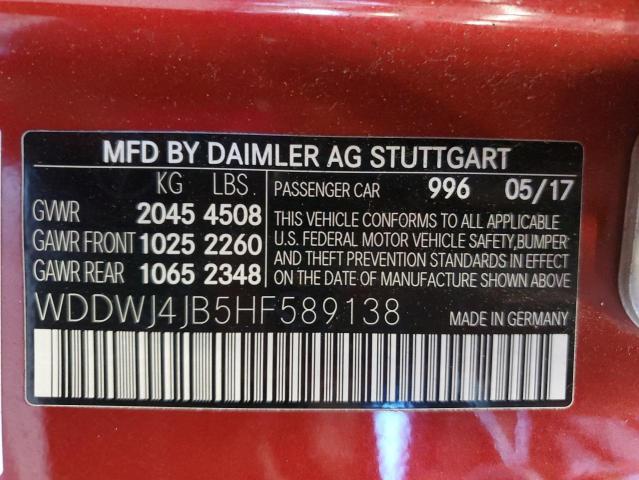 MFD BY DAIMLER AG STUTTGART
KG LBS.
GVWR 2045 4508
GAWR FRONT 1025 2260
GAWR REAR 1065 2348
PASSENGER CAR 996 05/17
THIS VEHICLE CONFORMS TO ALL APPLICABLE
U.S. FEDERAL MOTOR VEHICLE SAFETY,BUMPER
AND THEFT PREVENTION STANDARDS IN EFFECT
ON THE DATE OF MANUFACTURE SHOWN ABOVE
WDDWJ4JB5HF589138
MADE IN GERMANY